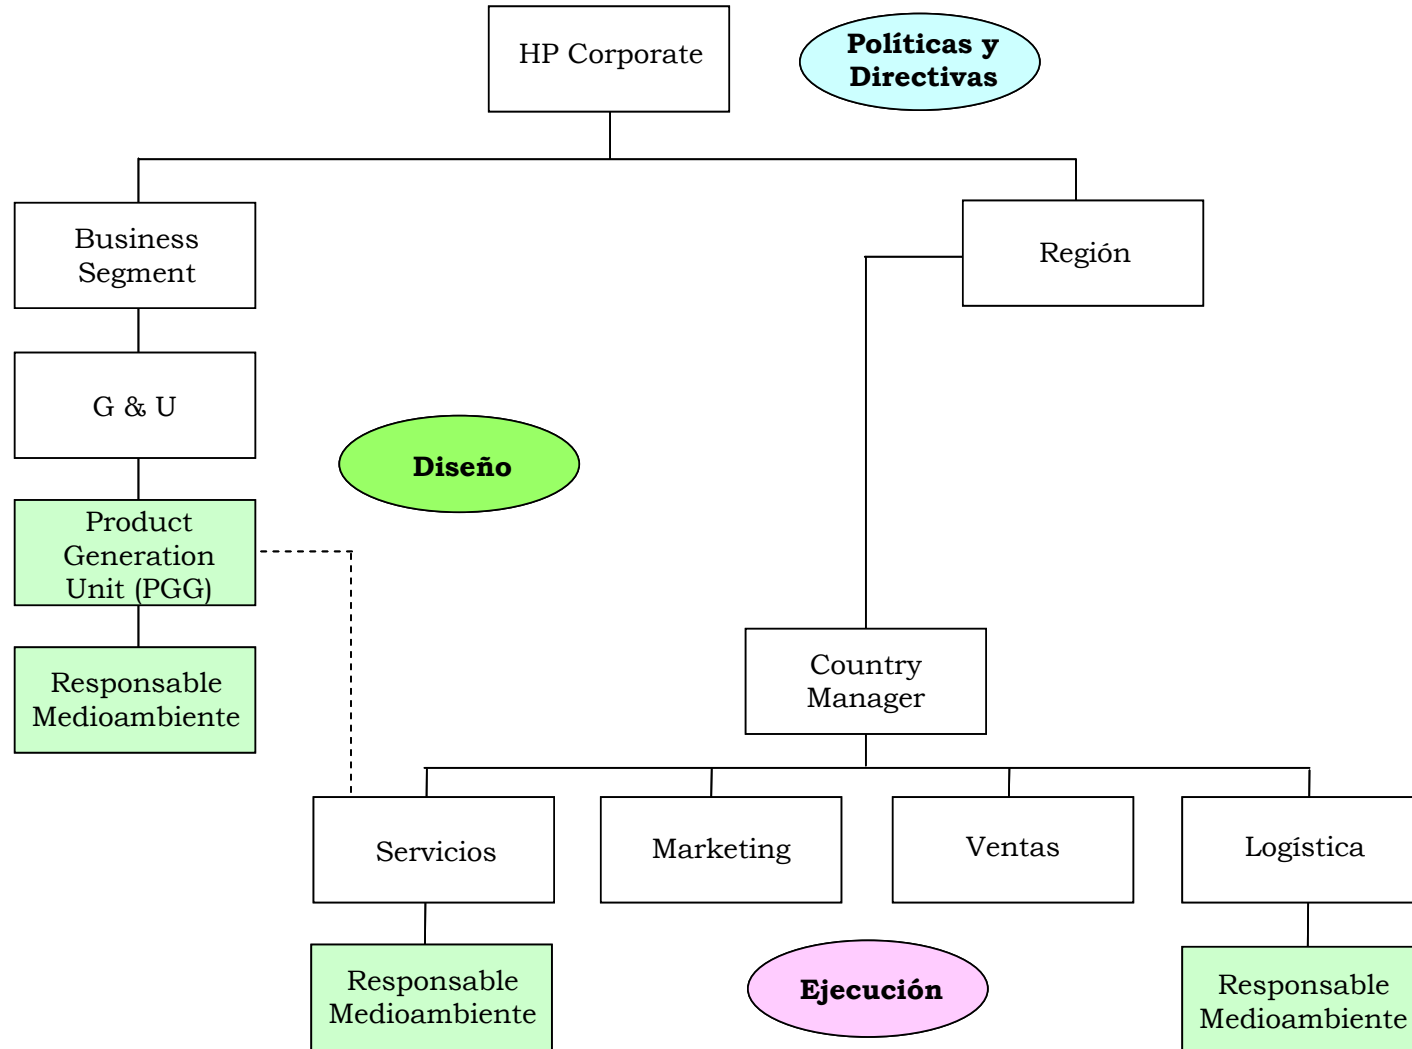 HP Corporate
Políticas y
Directivas
Business
Segment
Región
G & U
Diseño
Product
Generation
Unit (PGG)
Responsable
Medioambiente
Country
Manager
Servicios
Marketing
Ventas
Logística
Responsable
Medioambiente
Ejecución
Responsable
Medioambiente